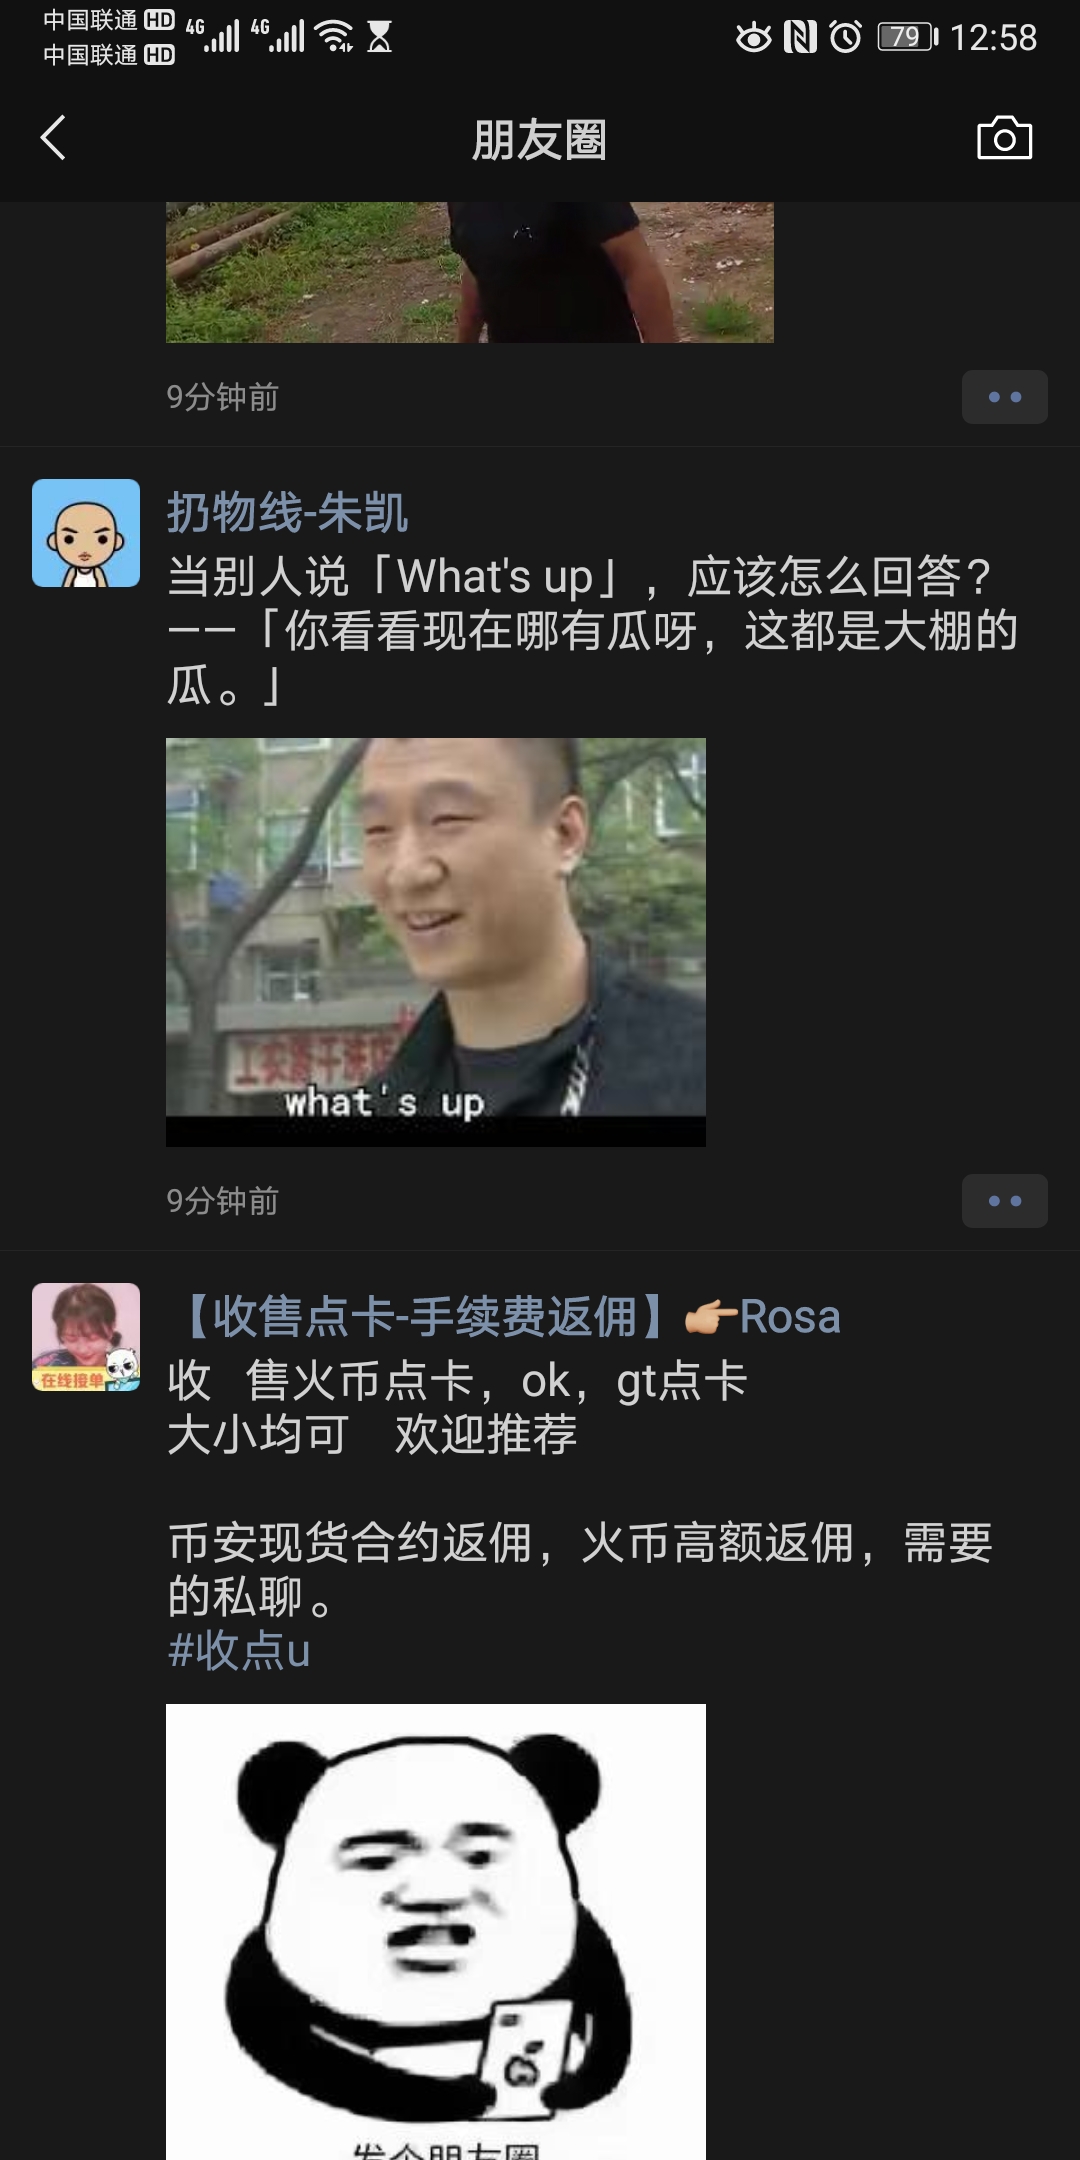 中国联通 HD 4G 4G 79 12:58
中国联通 HD
朋友圈
9分钟前
扔物线-朱凯
当别人说「What's up」，应该怎么回答？
——「你看看现在哪有瓜呀，这都是大棚的
瓜。」
what's up
9分钟前
【收售点卡-手续费返佣】👉Rosa
在线接单
收 售火币点卡，ok，gt点卡
大小均可 欢迎推荐
币安现货合约返佣，火币高额返佣，需要
的私聊。
#收点u
发个朋友圈